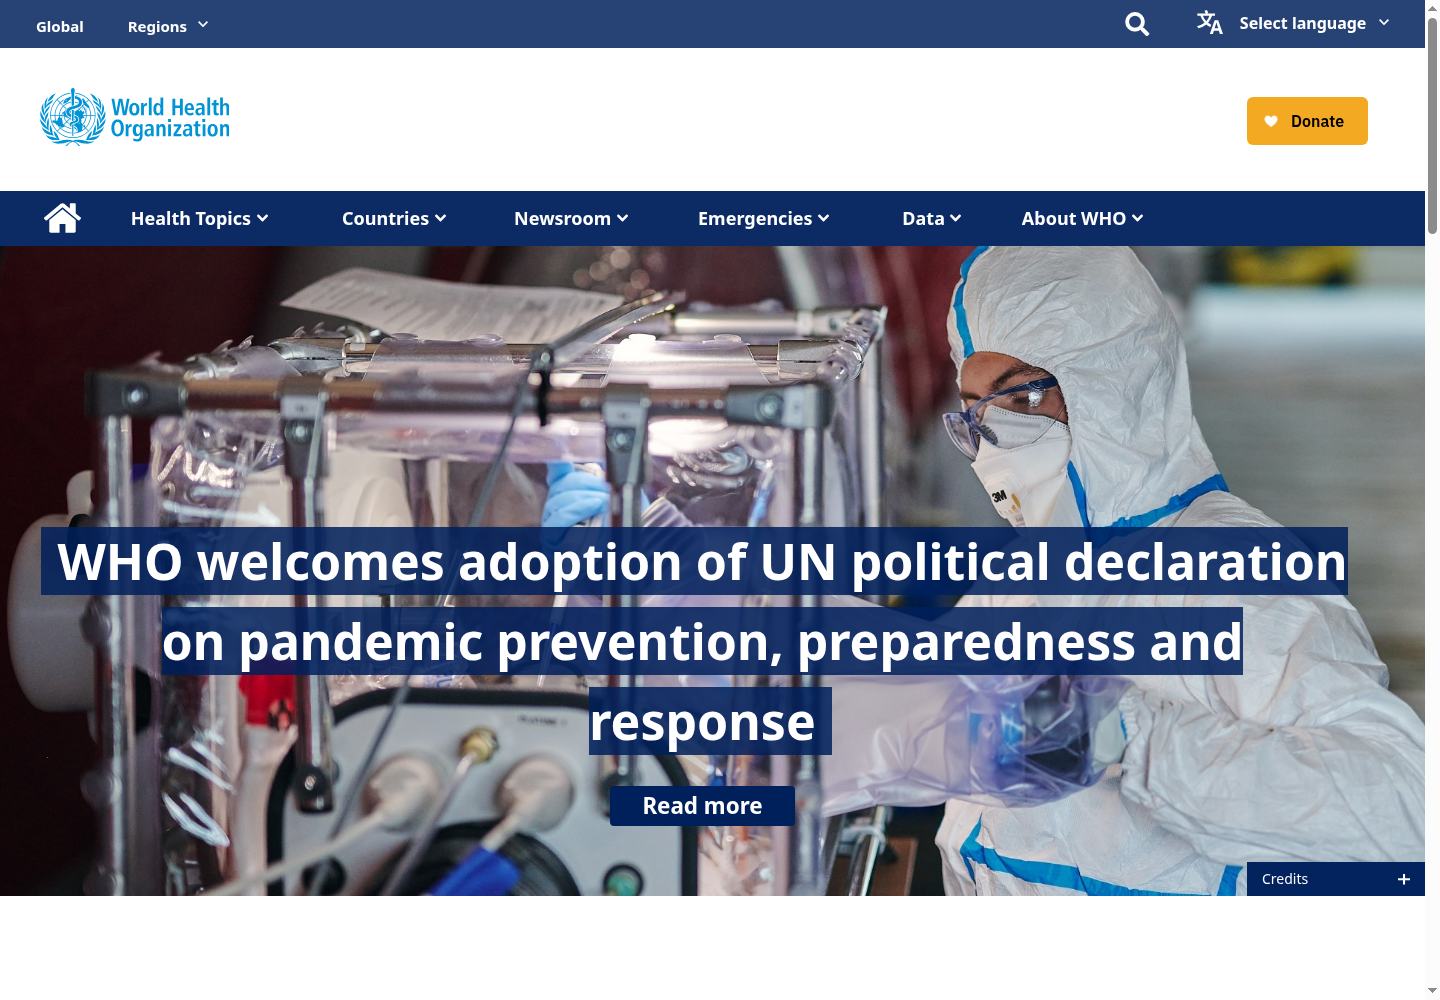 Global
Regions
Select language
World Health
Organization
Donate
Health Topics
Countries
Newsroom
Emergencies
Data
About WHO
3M
WHO welcomes adoption of UN political declaration
on pandemic prevention, preparedness and
response
Read more
Credits